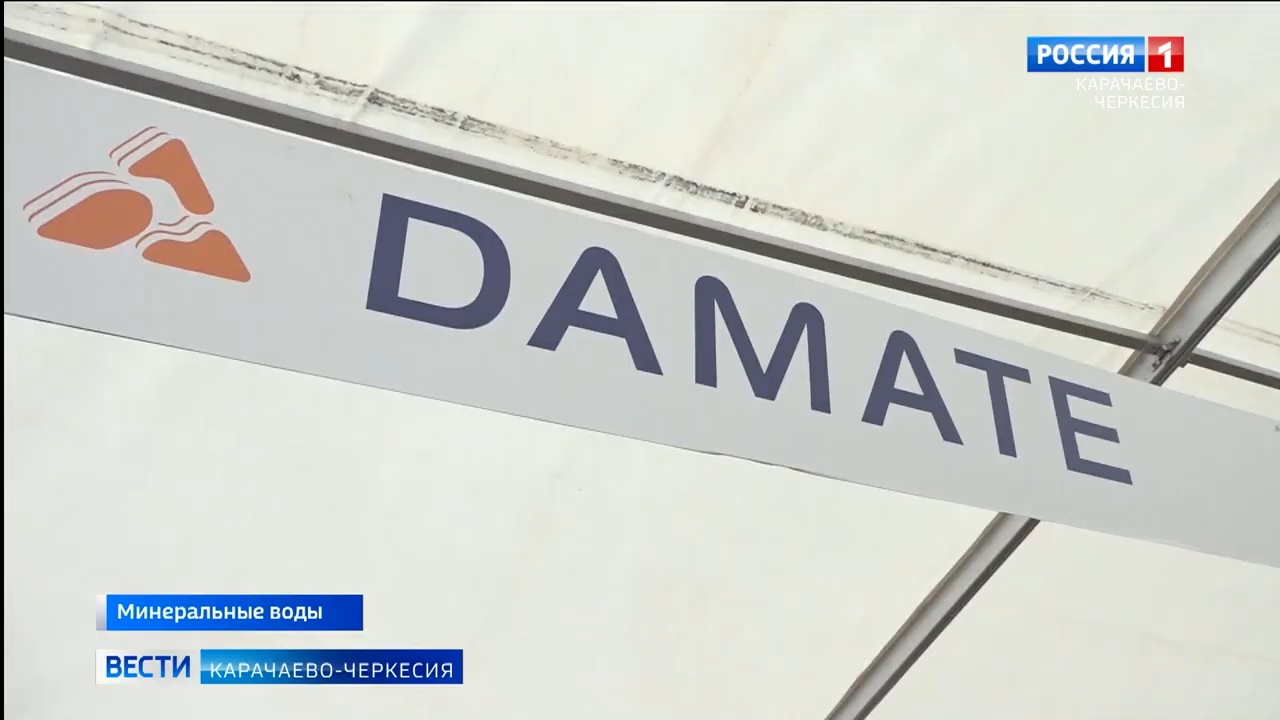 РОССИЯ 1
КАРАЧАЕВО-
ЧЕРКЕСИЯ
DAMATE
Минеральные воды
ВЕСТИ КАРАЧАЕВО-ЧЕРКЕСИЯ